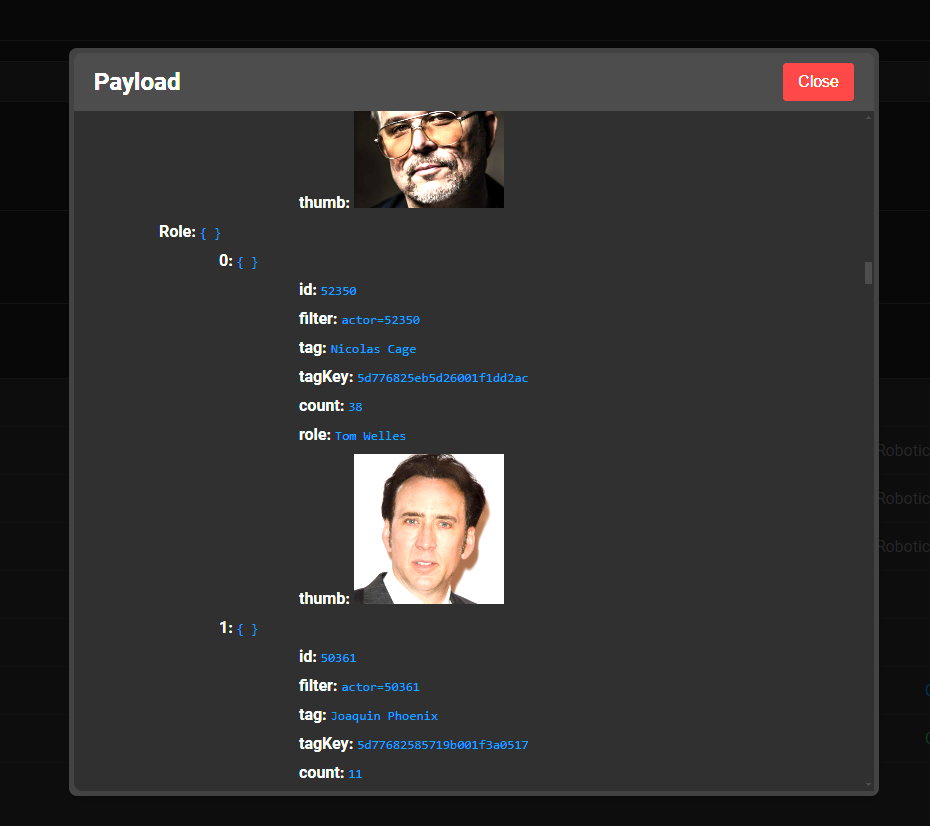 Payload
Close
thumb:
Role: { }
0: { }
id: 52350
filter: actor=52350
tag: Nicolas Cage
tagKey: 5d776825eb5d26001f1dd2ac
count: 38
role: Tom Welles
Robotic
Robotic
Robotic
thumb:
1: { }
id: 50361
filter: actor=50361
tag: Joaquin Phoenix
tagKey: 5d77682585719b001f3a0517
count: 11